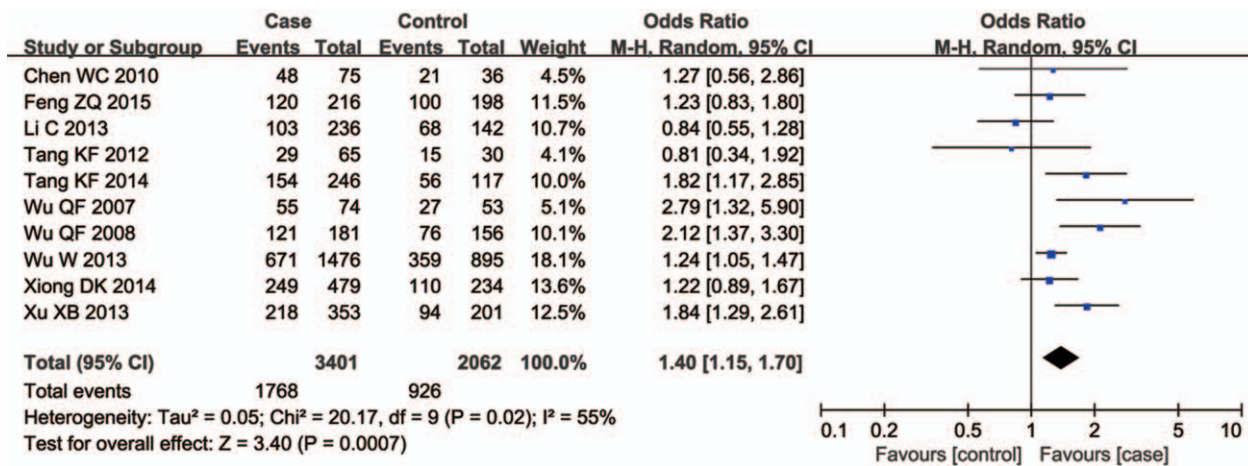 Case Control Odds Ratio Odds Ratio
Study or Subgroup Events Total Events Total Weight M-H. Random. 95% CI M-H. Random. 95% CI
Chen WC 2010 48 75 21 36 4.5% 1.27 [0.56, 2.86]
Feng ZQ 2015 120 216 100 198 11.5% 1.23 [0.83, 1.80]
Li C 2013 103 236 68 142 10.7% 0.84 [0.55, 1.28]
Tang KF 2012 29 65 15 30 4.1% 0.81 [0.34, 1.92]
Tang KF 2014 154 246 56 117 10.0% 1.82 [1.17, 2.85]
Wu QF 2007 55 74 27 53 5.1% 2.79 [1.32, 5.90]
Wu QF 2008 121 181 76 156 10.1% 2.12 [1.37, 3.30]
Wu W 2013 671 1476 359 895 18.1% 1.24 [1.05, 1.47]
Xiong DK 2014 249 479 110 234 13.6% 1.22 [0.89, 1.67]
Xu XB 2013 218 353 94 201 12.5% 1.84 [1.29, 2.61]
Total (95% CI) 3401 2062 100.0% 1.40 [1.15, 1.70]
Total events 1768 926
Heterogeneity: Tau² = 0.05; Chi² = 20.17, df = 9 (P = 0.02); I² = 55%
Test for overall effect: Z = 3.40 (P = 0.0007)
0.1 0.2 0.5 1 2 5 10
Favours [control] Favours [case]